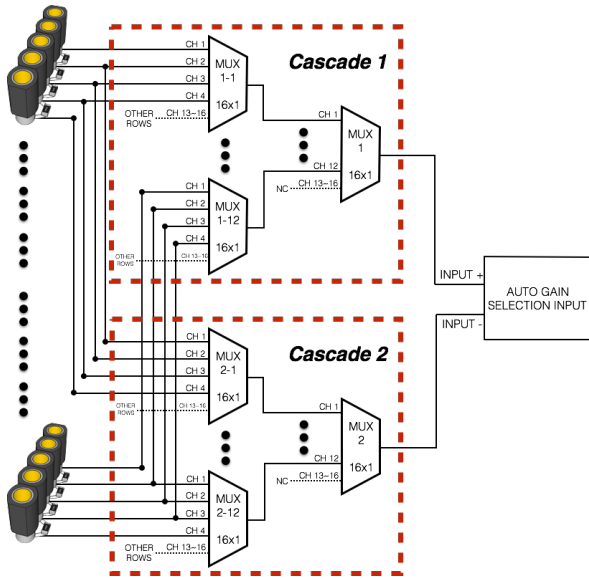 Cascade 1
CH 1
CH 2
CH 3
CH 4
OTHER
ROWS
CH 13~16
MUX
1-1
16x1
CH 1
CH 12
NC
CH 13~16
MUX
1
16x1
CH 1
CH 2
CH 3
CH 4
OTHER
ROWS
CH 13~16
MUX
1-12
16x1
INPUT +
INPUT -
AUTO GAIN
SELECTION INPUT
Cascade 2
CH 1
CH 2
CH 3
CH 4
OTHER
ROWS
CH 13~16
MUX
2-1
16x1
CH 1
CH 12
NC
CH 13~16
MUX
2
16x1
CH 1
CH 2
CH 3
CH 4
OTHER
ROWS
CH 13~16
MUX
2-12
16x1